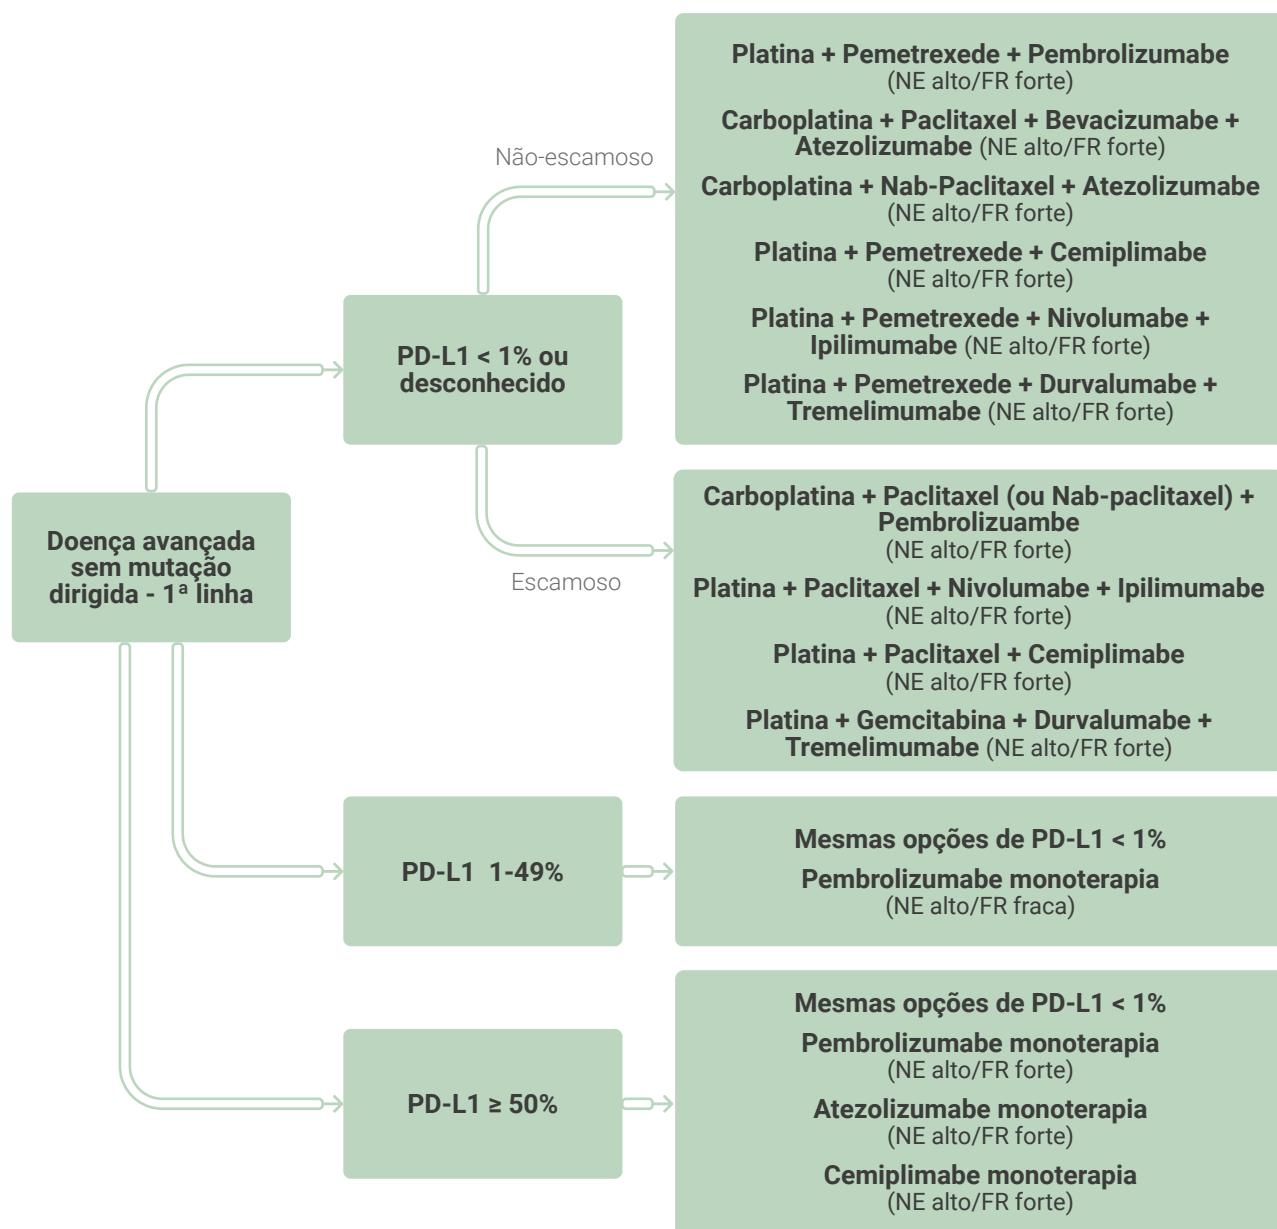 Doença avançada
sem mutação
dirigida - 1ª linha
PD-L1 < 1% ou
desconhecido
Não-escamoso
Platina + Pemetrexede + Pembrolizumabe
(NE alto/FR forte)
Carboplatina + Paclitaxel + Bevacizumabe +
Atezolizumabe (NE alto/FR forte)
Carboplatina + Nab-Paclitaxel + Atezolizumabe
(NE alto/FR forte)
Platina + Pemetrexede + Cemiplimabe
(NE alto/FR forte)
Platina + Pemetrexede + Nivolumabe +
Ipilimumabe (NE alto/FR forte)
Platina + Pemetrexede + Durvalumabe +
Tremelimumabe (NE alto/FR forte)
Escamoso
Carboplatina + Paclitaxel (ou Nab-paclitaxel) +
Pembrolizuambe
(NE alto/FR forte)
Platina + Paclitaxel + Nivolumabe + Ipilimumabe
(NE alto/FR forte)
Platina + Paclitaxel + Cemiplimabe
(NE alto/FR forte)
Platina + Gemcitabina + Durvalumabe +
Tremelimumabe (NE alto/FR forte)
PD-L1 1-49%
Mesmas opções de PD-L1 < 1%
Pembrolizumabe monoterapia
(NE alto/FR fraca)
PD-L1 ≥ 50%
Mesmas opções de PD-L1 < 1%
Pembrolizumabe monoterapia
(NE alto/FR forte)
Atezolizumabe monoterapia
(NE alto/FR forte)
Cemiplimabe monoterapia
(NE alto/FR forte)